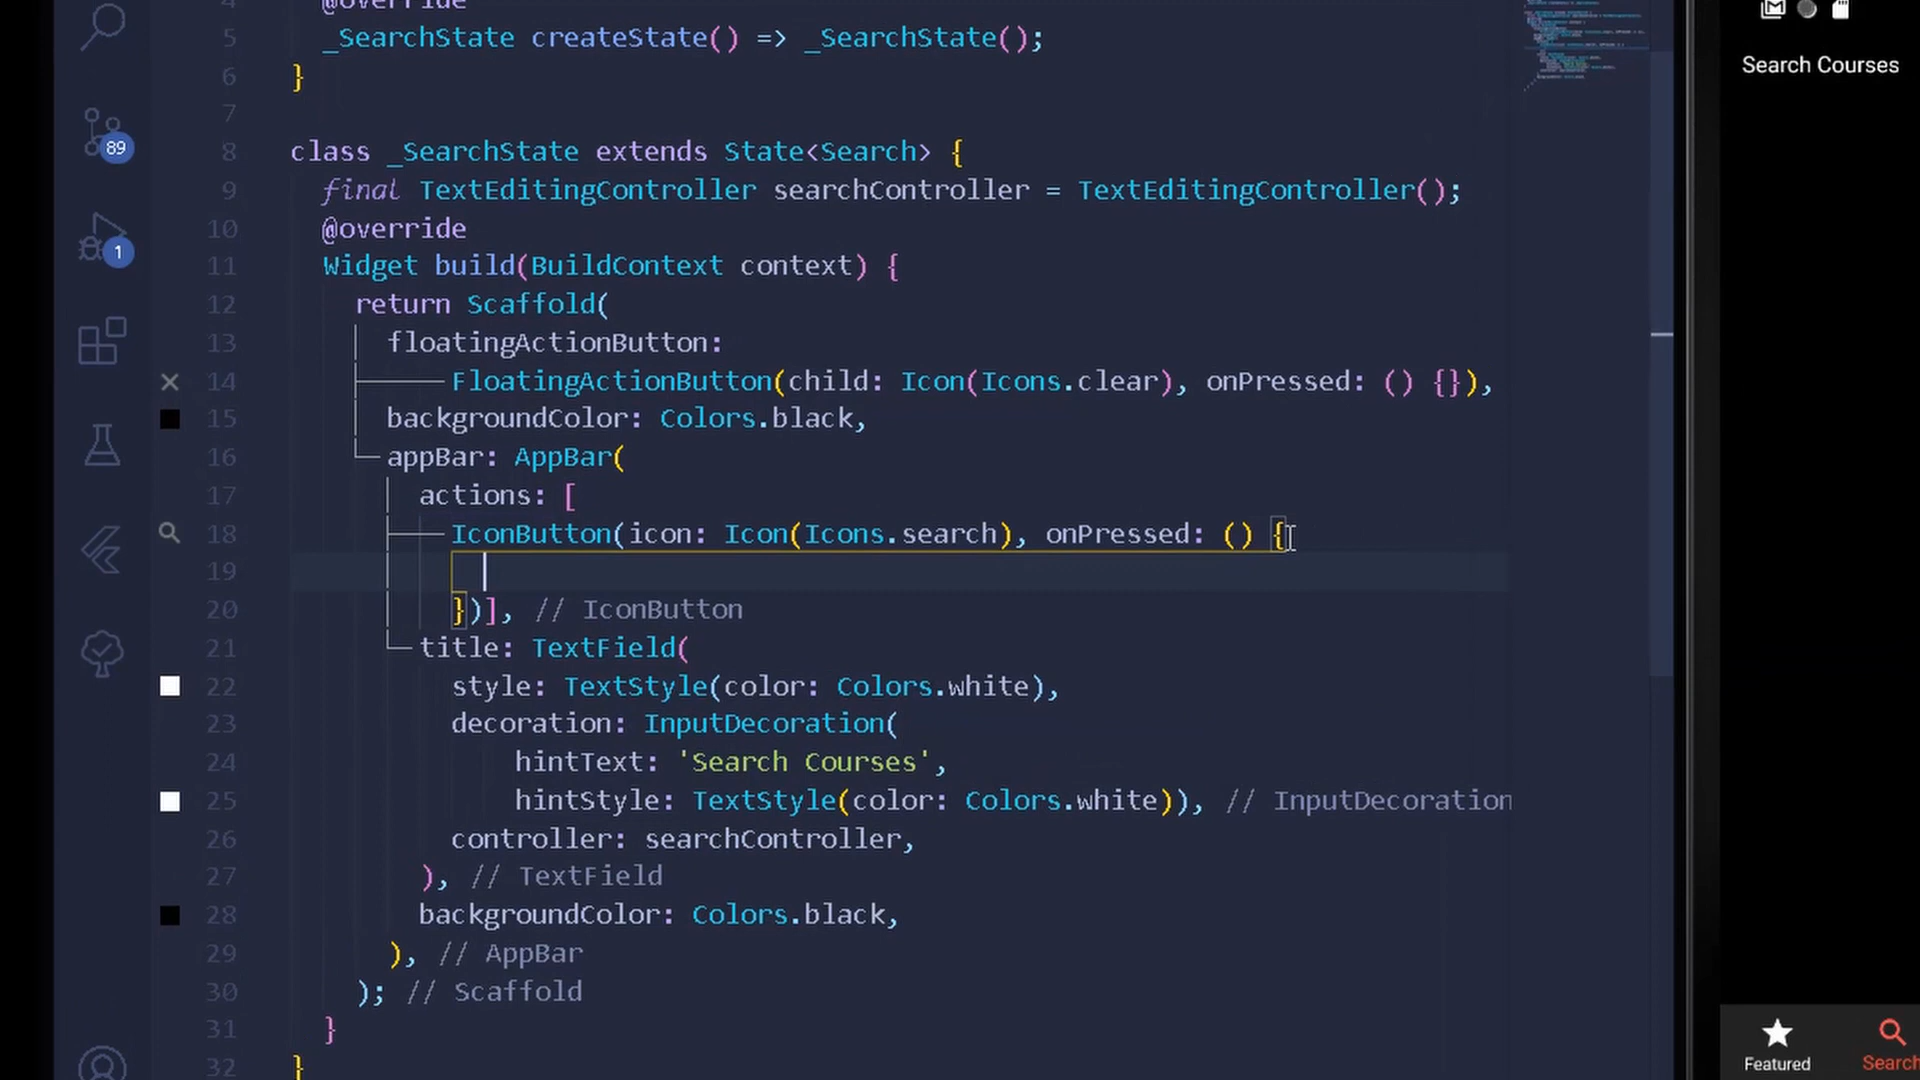 4 @override
5 _SearchState createState() => _SearchState();
6 }
7
8 class _SearchState extends State<Search> {
9 final TextEditingController searchController = TextEditingController();
10 @override
11 Widget build(BuildContext context) {
12 return Scaffold(
13 floatingActionButton:
14 FloatingActionButton(child: Icon(Icons.clear), onPressed: () {}),
15 backgroundColor: Colors.black,
16 appBar: AppBar(
17 actions: [
18 IconButton(icon: Icon(Icons.search), onPressed: () {
19
20 })], // IconButton
21 title: TextField(
22 style: TextStyle(color: Colors.white),
23 decoration: InputDecoration(
24 hintText: 'Search Courses',
25 hintStyle: TextStyle(color: Colors.white)), // InputDecoration
26 controller: searchController,
27 ), // TextField
28 backgroundColor: Colors.black,
29 ), // AppBar
30 ); // Scaffold
31 }
32 }
89
1
Search Courses
Featured
Search